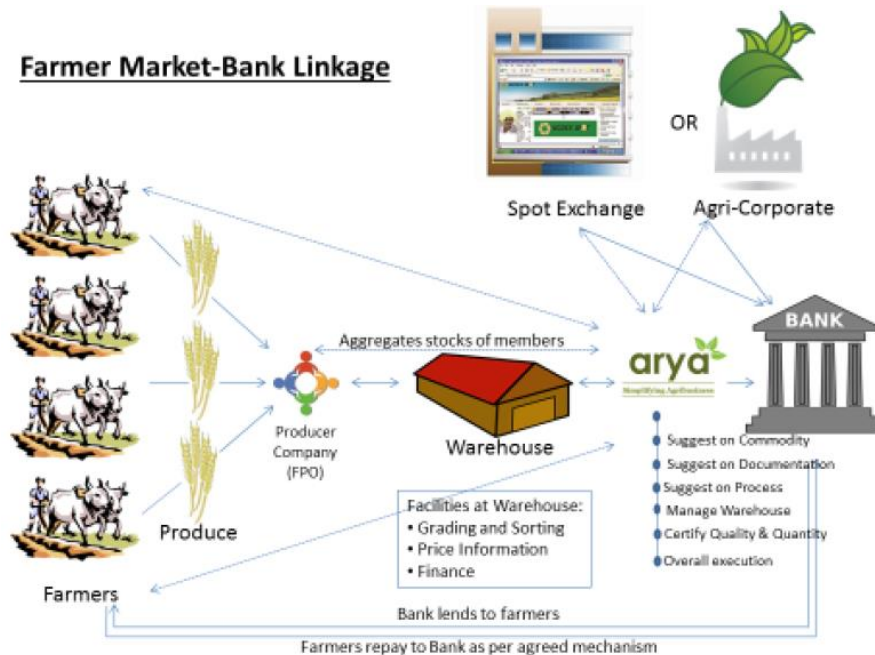 Farmer Market-Bank Linkage
OR
Spot Exchange
Agri-Corporate
BANK
Aggregates stocks of members
arya
Simplifying AgriBusiness
Producer
Company
(FPO)
Warehouse
Produce
Farmers
Facilities at Warehouse:
• Grading and Sorting
• Price Information
• Finance
Suggest on Commodity
Suggest on Documentation
Suggest on Process
Manage Warehouse
Certify Quality & Quantity
Overall execution
Bank lends to farmers
Farmers repay to Bank as per agreed mechanism